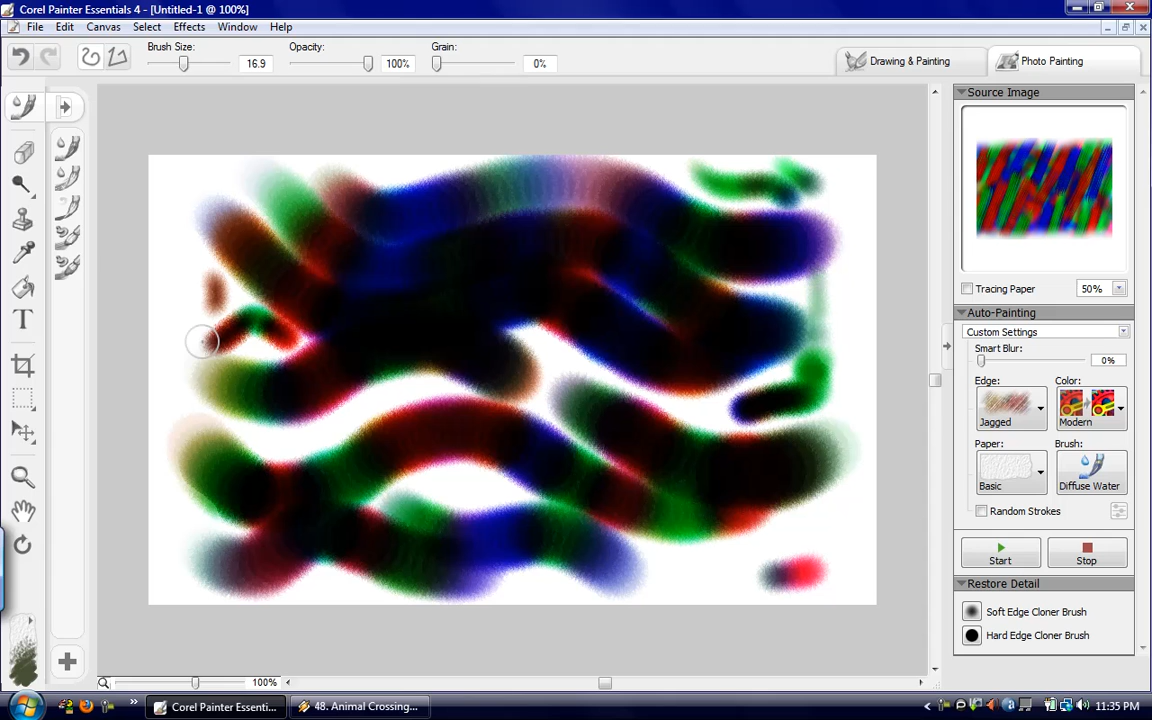 Corel Painter Essentials 4 - [Untitled-1 @ 100%]
File Edit Canvas Select Effects Window Help
Brush Size: 16.9 Opacity: 100% Grain: 0%
Drawing & Painting Photo Painting
Source Image
Tracing Paper 50%
Auto-Painting
Custom Settings
Smart Blur: 0%
Edge: Color:
Jagged Modern
Paper: Brush:
Basic Diffuse Water
Random Strokes
Start Stop
Restore Detail
Soft Edge Cloner Brush
Hard Edge Cloner Brush
T
100%
Corel Painter Essenti... 48. Animal Crossing... 11:35 PM